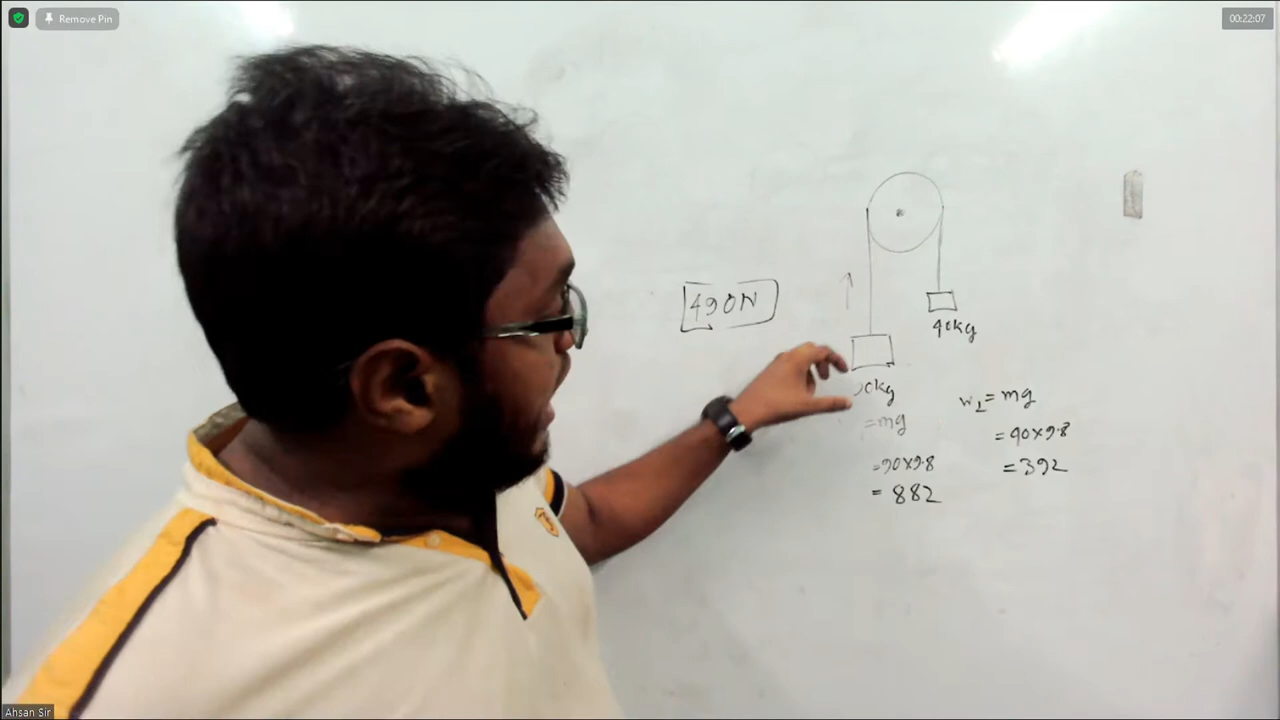 Remove Pin
00:22:07
490N
40kg
0kg
= mg
= 90×9.8
= 882
W₂ = mg
= 40×9.8
= 392
Ahsan Sir